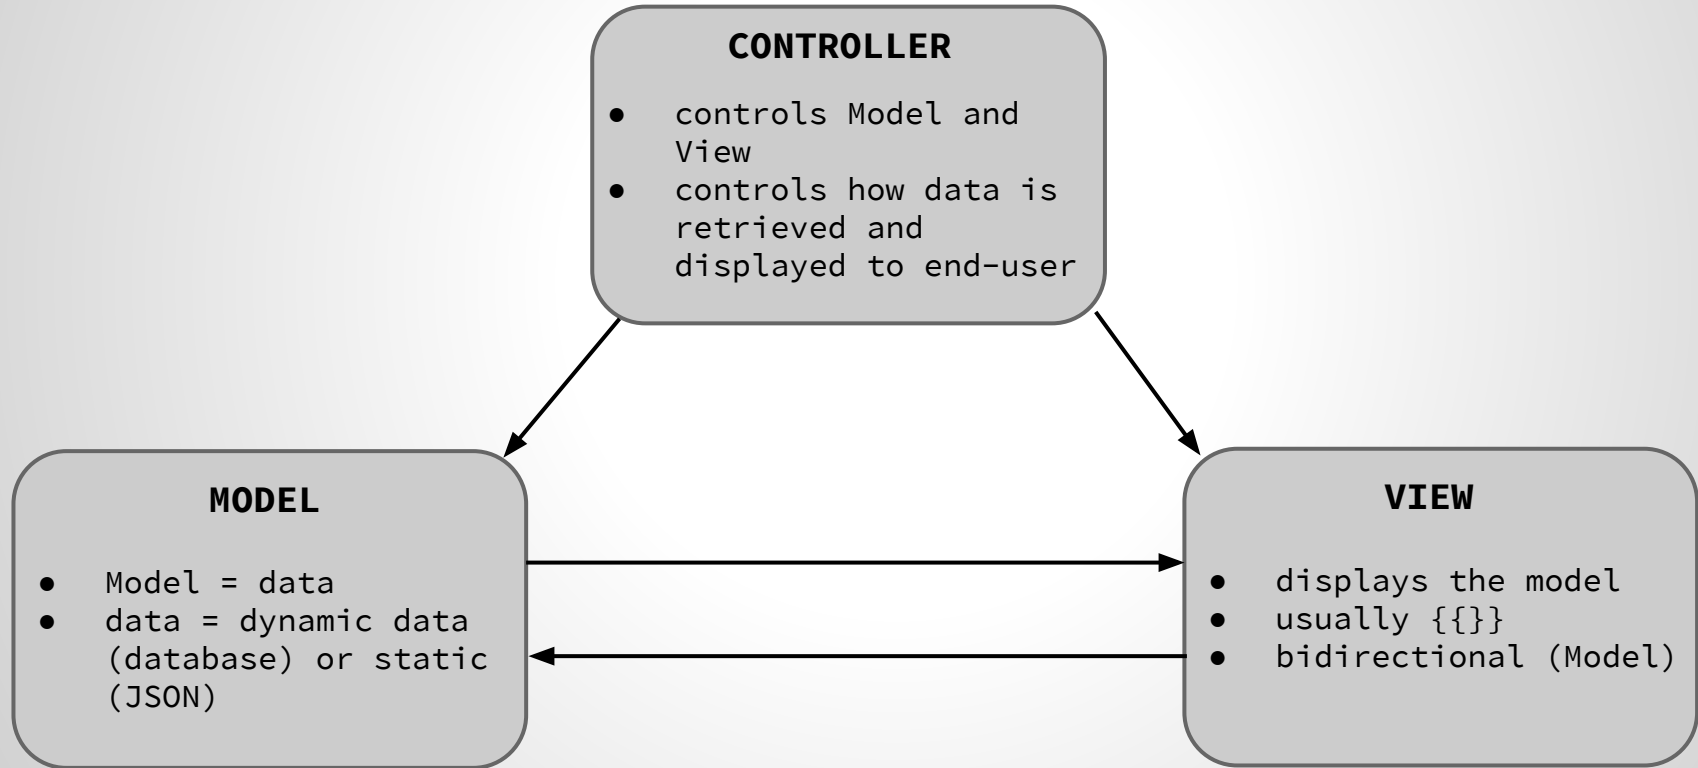 CONTROLLER
● controls Model and
View
● controls how data is
retrieved and
displayed to end-user
MODEL
● Model = data
● data = dynamic data
(database) or static
(JSON)
VIEW
● displays the model
● usually {{}}
● bidirectional (Model)